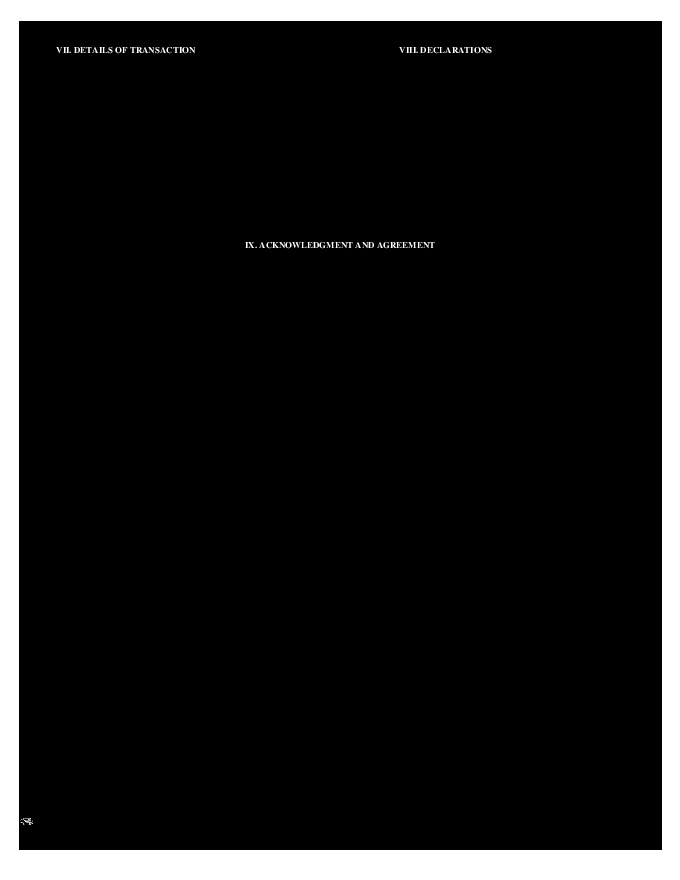 VII. DETAILS OF TRANSACTION
VIII. DECLARATIONS
IX. ACKNOWLEDGMENT AND AGREEMENT